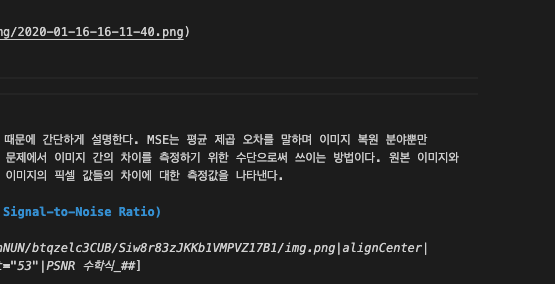 ng/2020-01-16-16-11-40.png)
때문에 간단하게 설명한다. MSE는 평균 제곱 오차를 말하며 이미지 복원 분야뿐만
문제에서 이미지 간의 차이를 측정하기 위한 수단으로써 쓰이는 방법이다. 원본 이미지와
이미지의 픽셀 값들의 차이에 대한 측정값을 나타낸다.
Signal-to-Noise Ratio)
nNUN/btqzelc3CUB/Siw8r83zJKKb1VMPVZ17B1/img.png|alignCenter|
t="53"|PSNR 수학식_##]